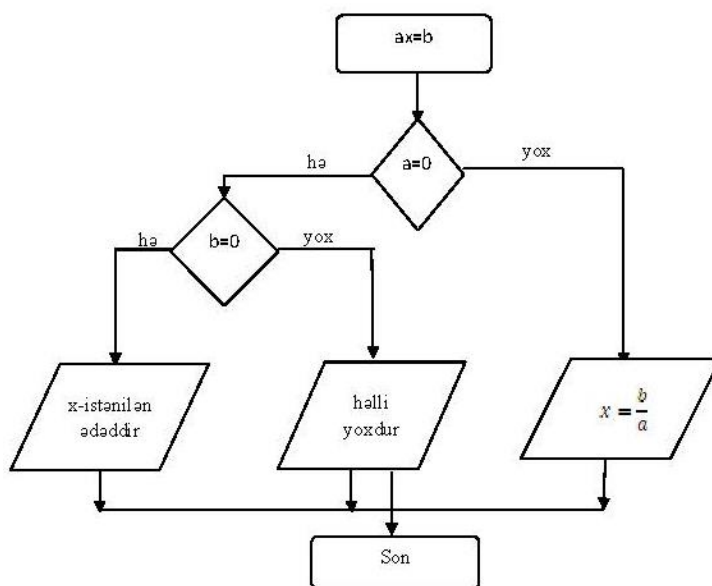 ax=b
a=0
hə
yox
b=0
hə
yox
x-istənilən
ədəddir
həlli
yoxdur
x = b/a
Son